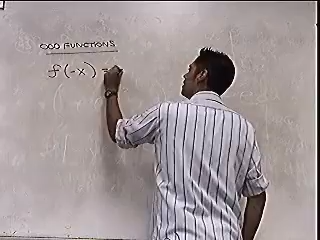 ODD FUNCTIONS
f(-x) =